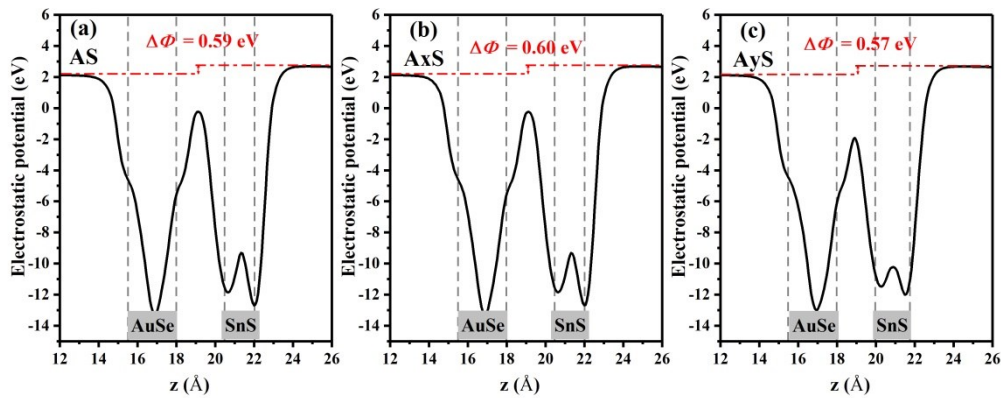 (a)
AS
ΔΦ = 0.59 eV
Electrostatic potential (eV)
6
4
2
0
-2
-4
-6
-8
-10
-12
-14
AuSe
SnS
12 14 16 18 20 22 24 26
z (Å)
(b)
AxS
ΔΦ = 0.60 eV
Electrostatic potential (eV)
6
4
2
0
-2
-4
-6
-8
-10
-12
-14
AuSe
SnS
12 14 16 18 20 22 24 26
z (Å)
(c)
AyS
ΔΦ = 0.57 eV
Electrostatic potential (eV)
6
4
2
0
-2
-4
-6
-8
-10
-12
-14
AuSe
SnS
12 14 16 18 20 22 24 26
z (Å)